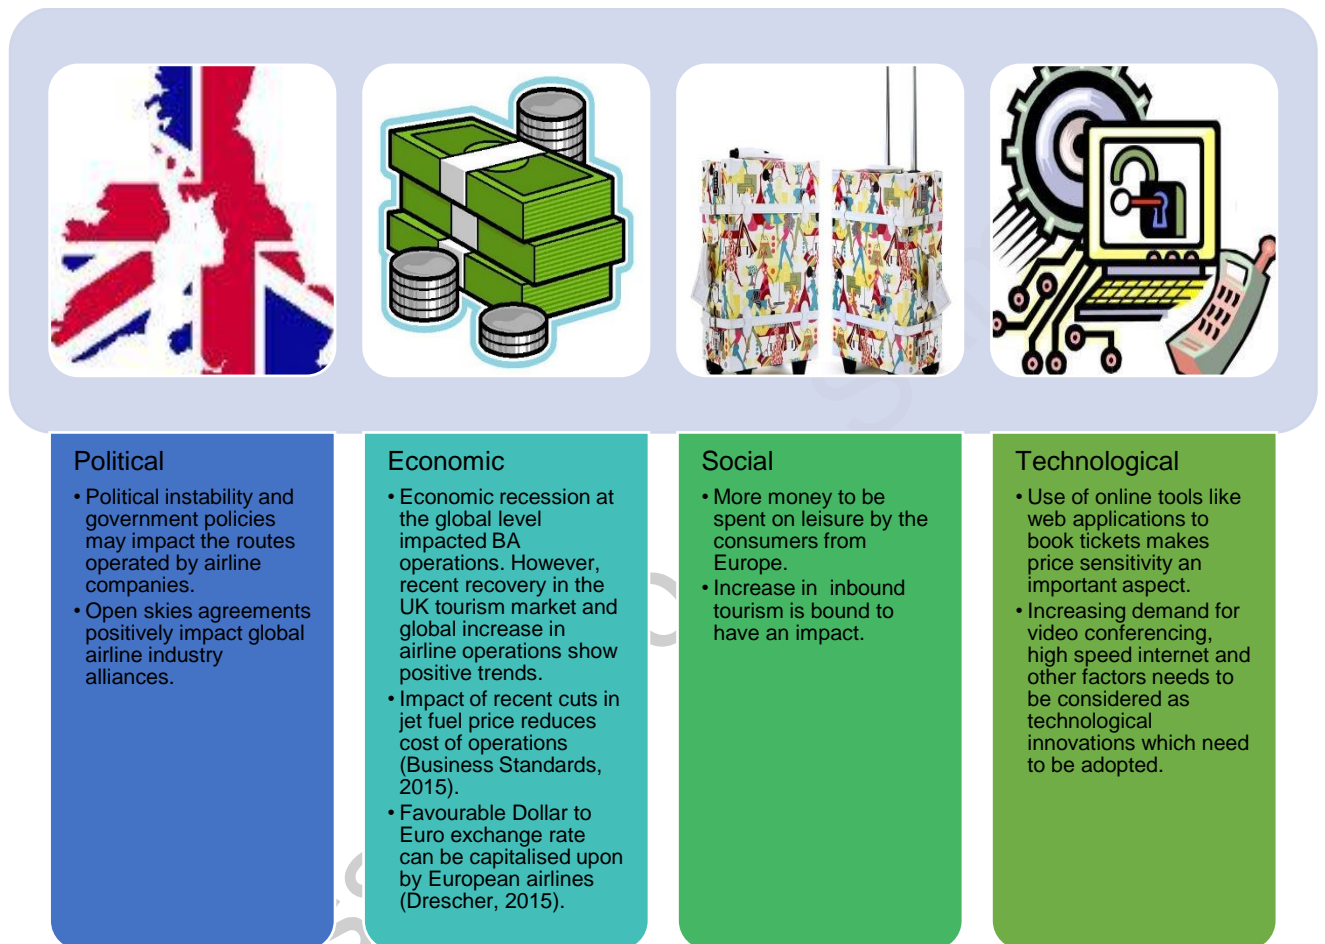 Political
• Political instability and
government policies
may impact the routes
operated by airline
companies.
• Open skies agreements
positively impact global
airline industry
alliances.
Economic
• Economic recession at
the global level
impacted BA
operations. However,
recent recovery in the
UK tourism market and
global increase in
airline operations show
positive trends.
• Impact of recent cuts in
jet fuel price reduces
cost of operations
(Business Standards,
2015).
• Favourable Dollar to
Euro exchange rate
can be capitalised upon
by European airlines
(Drescher, 2015).
Social
• More money to be
spent on leisure by the
consumers from
Europe.
• Increase in  inbound
tourism is bound to
have an impact.
Technological
• Use of online tools like
web applications to
book tickets makes
price sensitivity an
important aspect.
• Increasing demand for
video conferencing,
high speed internet and
other factors needs to
be considered as
technological
innovations which need
to be adopted.